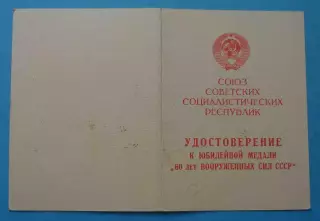 СОЮЗ
СОВЕТСКИХ
СОЦИАЛИСТИЧЕСКИХ
РЕСПУБЛИК
УДОСТОВЕРЕНИЕ
К ЮБИЛЕЙНОЙ МЕДАЛИ
„60 ЛЕТ ВООРУЖЕННЫХ СИЛ СССР"